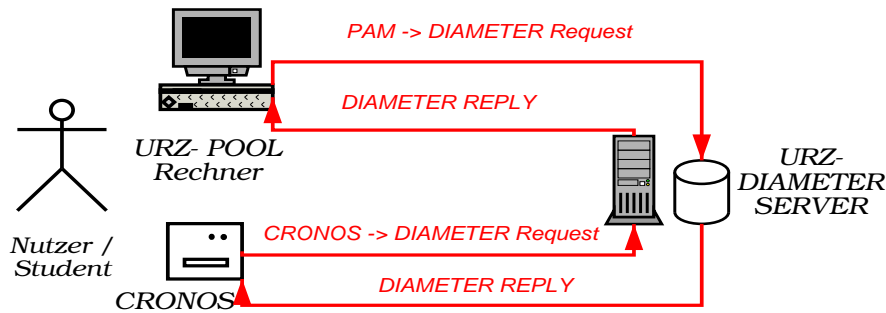 PAM -> DIAMETER Request
DIAMETER REPLY
URZ- POOL
Rechner
URZ-
DIAMETER
SERVER
Nutzer /
Student
CRONOS -> DIAMETER Request
DIAMETER REPLY
CRONOS